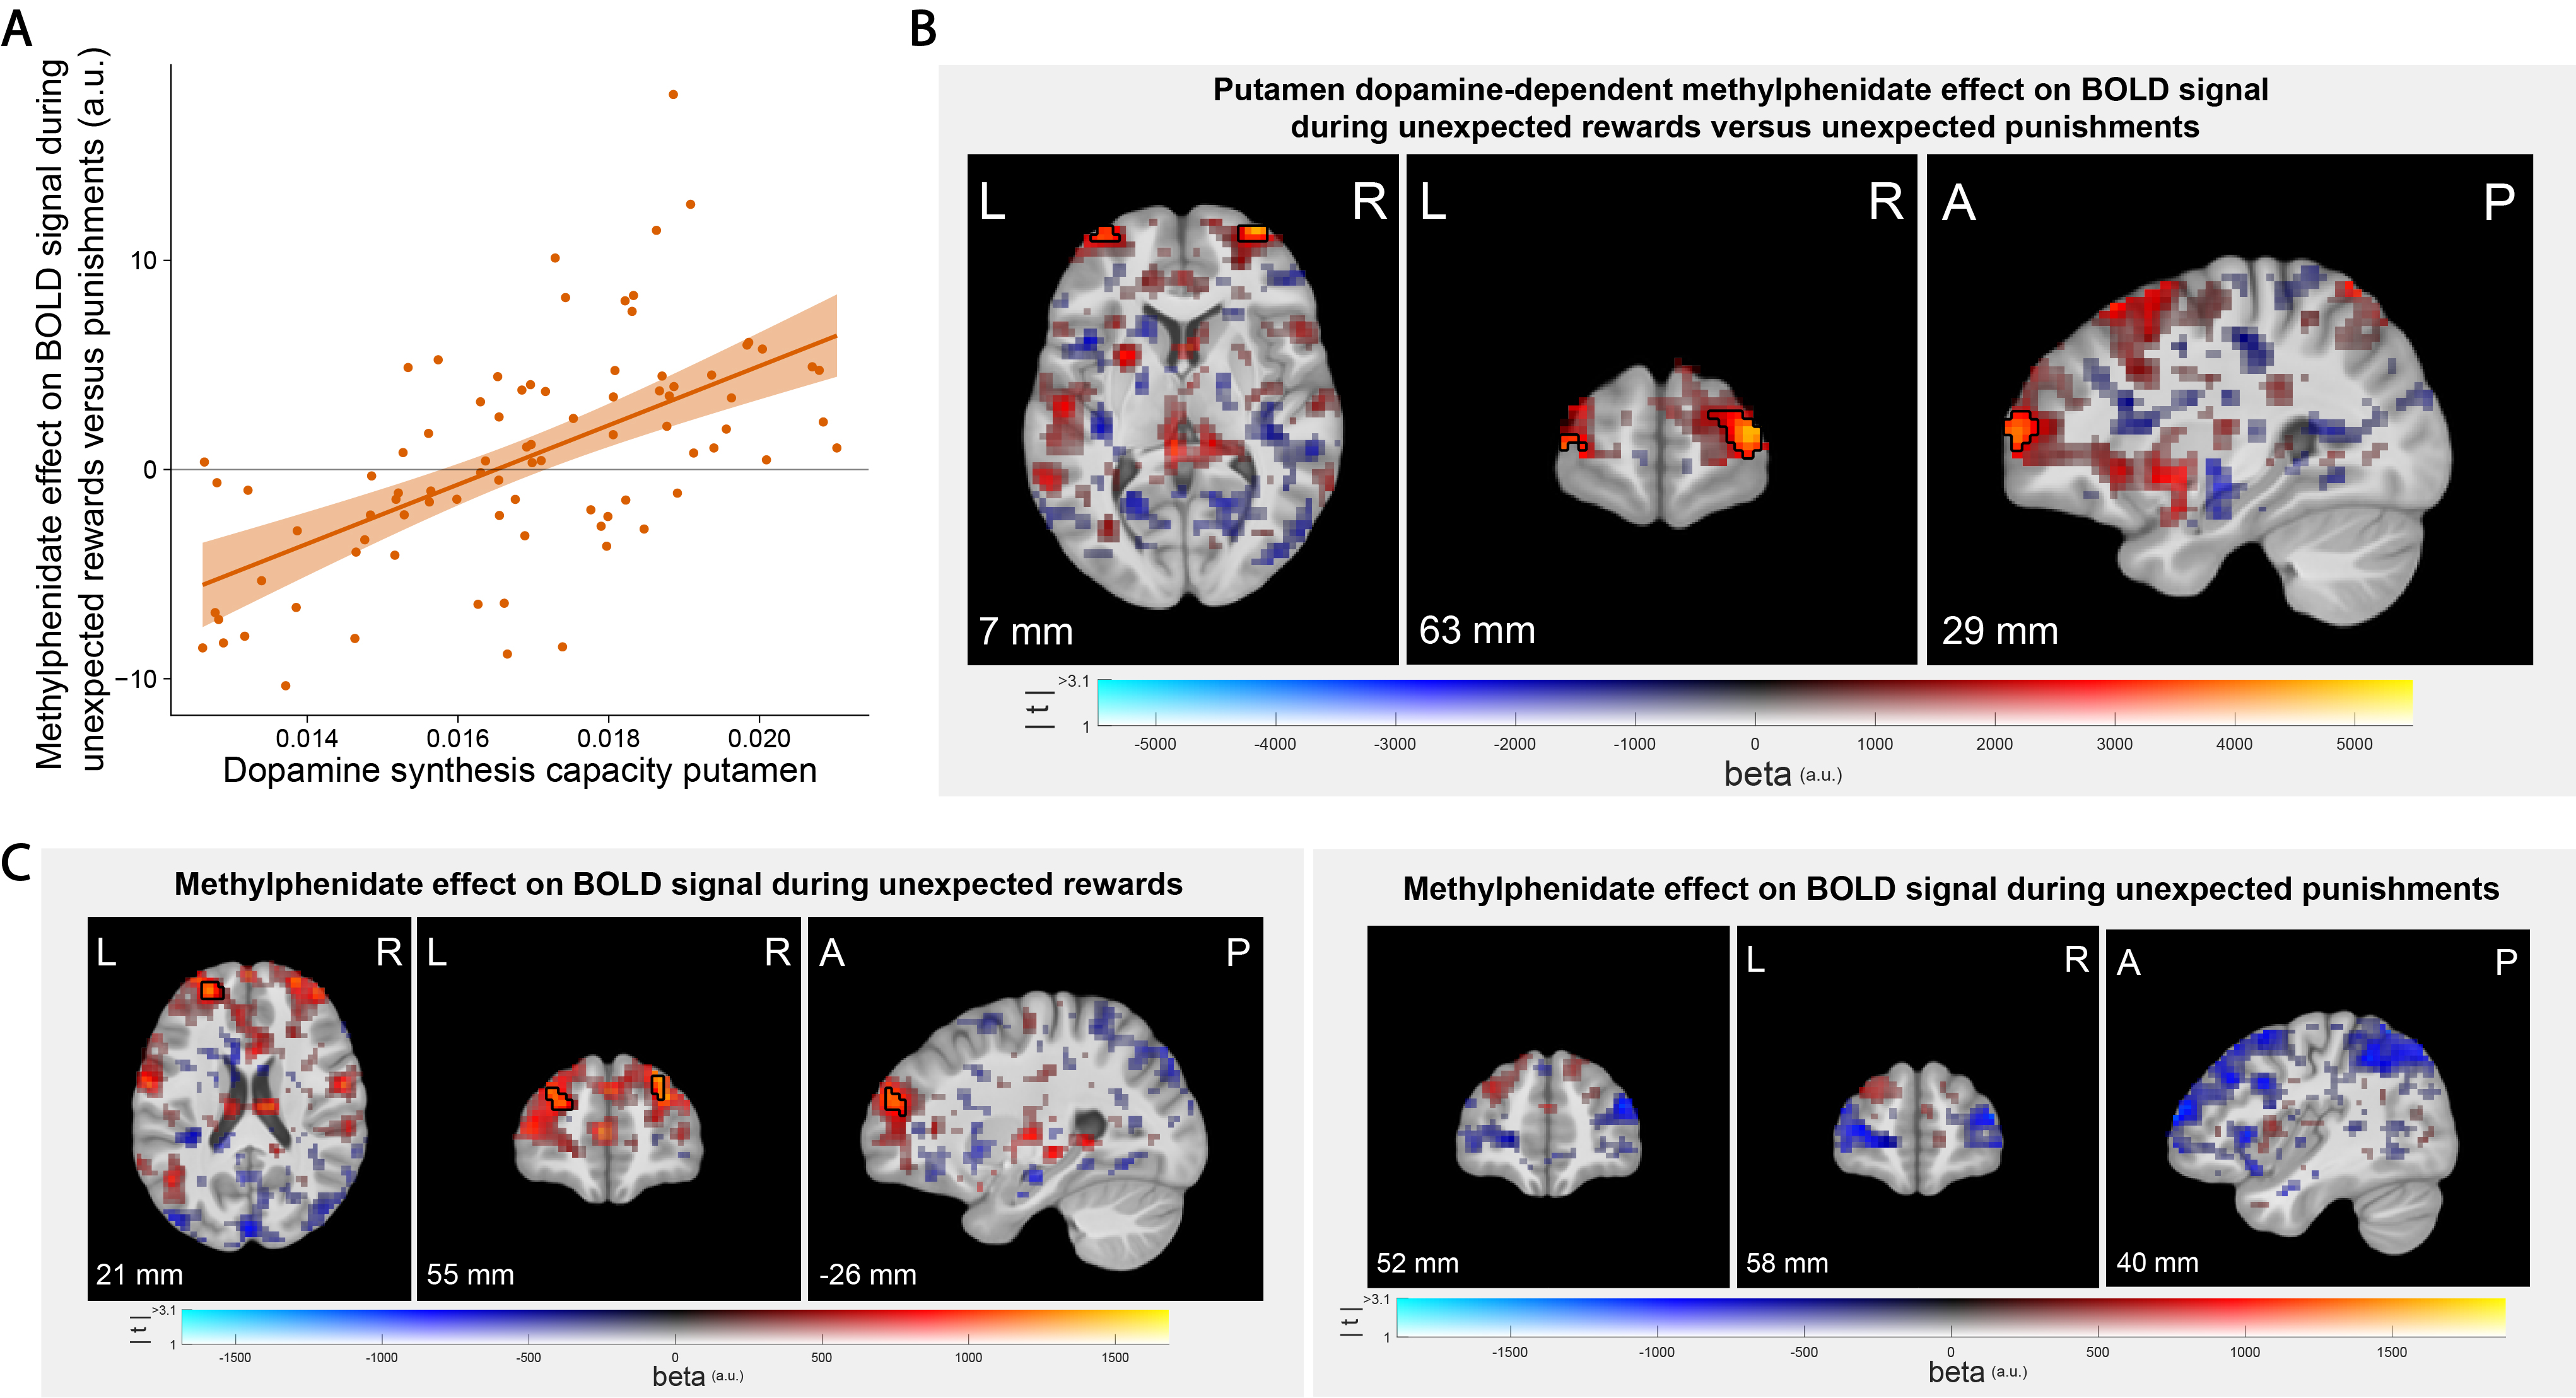 A
Methylphenidate effect on BOLD signal during
unexpected rewards versus punishments (a.u.)
10
0
−10
0.014 0.016 0.018 0.020
Dopamine synthesis capacity putamen
B
Putamen dopamine-dependent methylphenidate effect on BOLD signal
during unexpected rewards versus unexpected punishments
L R L R A P
7 mm 63 mm 29 mm
| t |
>3.1
1
-5000 -4000 -3000 -2000 -1000 0 1000 2000 3000 4000 5000
beta (a.u.)
C
Methylphenidate effect on BOLD signal during unexpected rewards
L R L R A P
21 mm 55 mm -26 mm
| t |
>3.1
1
-1500 -1000 -500 0 500 1000 1500
beta (a.u.)
Methylphenidate effect on BOLD signal during unexpected punishments
L R A P
52 mm 58 mm 40 mm
| t |
>3.1
1
-1500 -1000 -500 0 500 1000 1500
beta (a.u.)